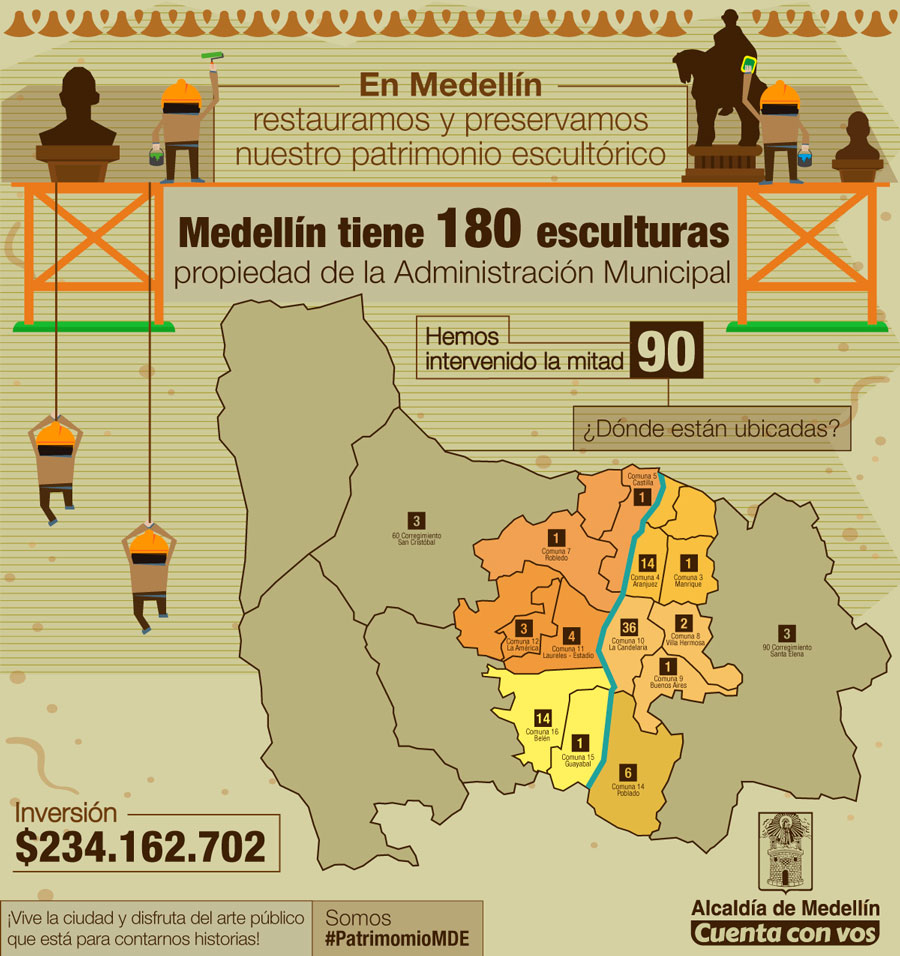 En Medellín
restauramos y preservamos
nuestro patrimonio escultórico
Medellín tiene 180 esculturas
propiedad de la Administración Municipal
Hemos
intervenido la mitad
90
¿Dónde están ubicadas?
Comuna 5
Castilla
1
3
60 Corregimiento
San Cristóbal
1
Comuna 7
Robledo
14
Comuna 4
Aranjuez
1
Comuna 3
Manrique
3
Comuna 12
La América
4
Comuna 11
Laureles - Estadio
36
Comuna 10
La Candelaria
2
Comuna 8
Villa Hermosa
3
90 Corregimiento
Santa Elena
1
Comuna 9
Buenos Aires
14
Comuna 16
Belén
1
Comuna 15
Guayabal
6
Comuna 14
Poblado
Inversión
$234.162.702
¡Vive la ciudad y disfruta del arte público
que está para contarnos historias!
Somos
#PatrimomioMDE
Alcaldía de Medellín
Cuenta con vos